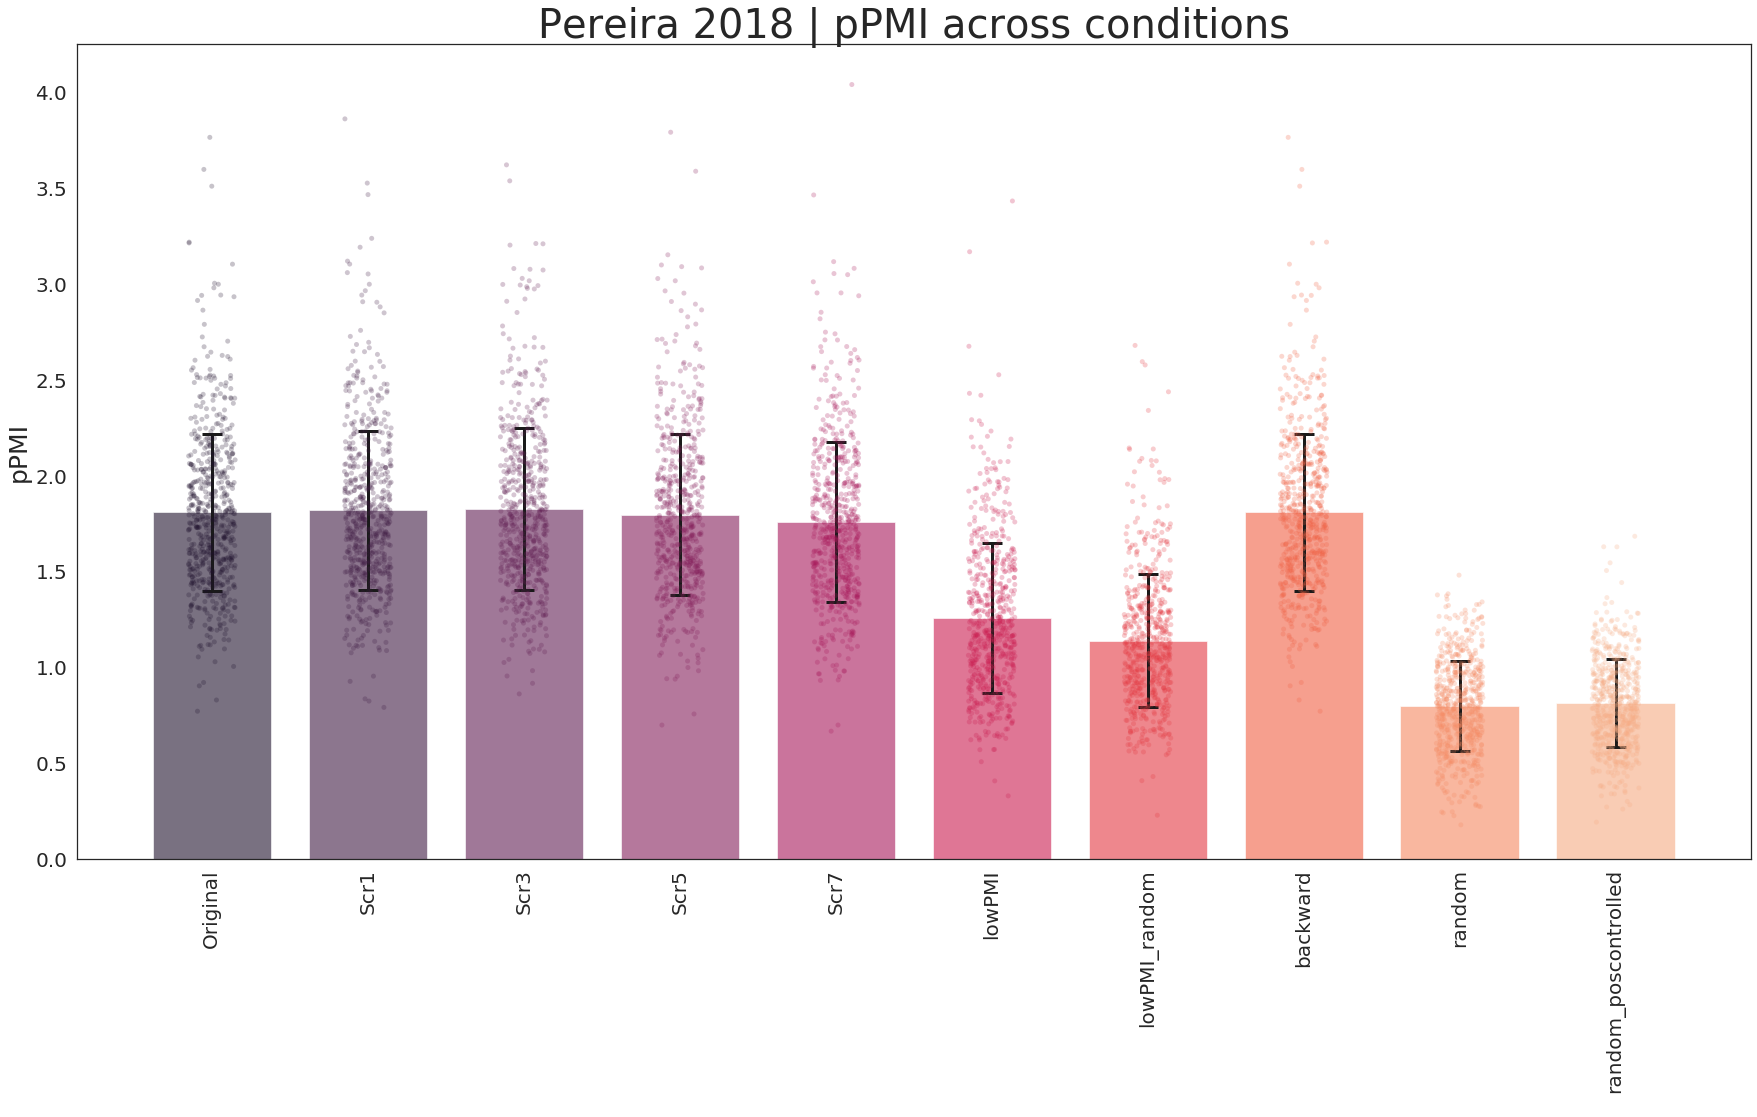 Pereira 2018 | pPMI across conditions
pPMI
4.0
3.5
3.0
2.5
2.0
1.5
1.0
0.5
0.0
Original
Scr1
Scr3
Scr5
Scr7
lowPMI
lowPMI_random
backward
random
random_poscontrolled